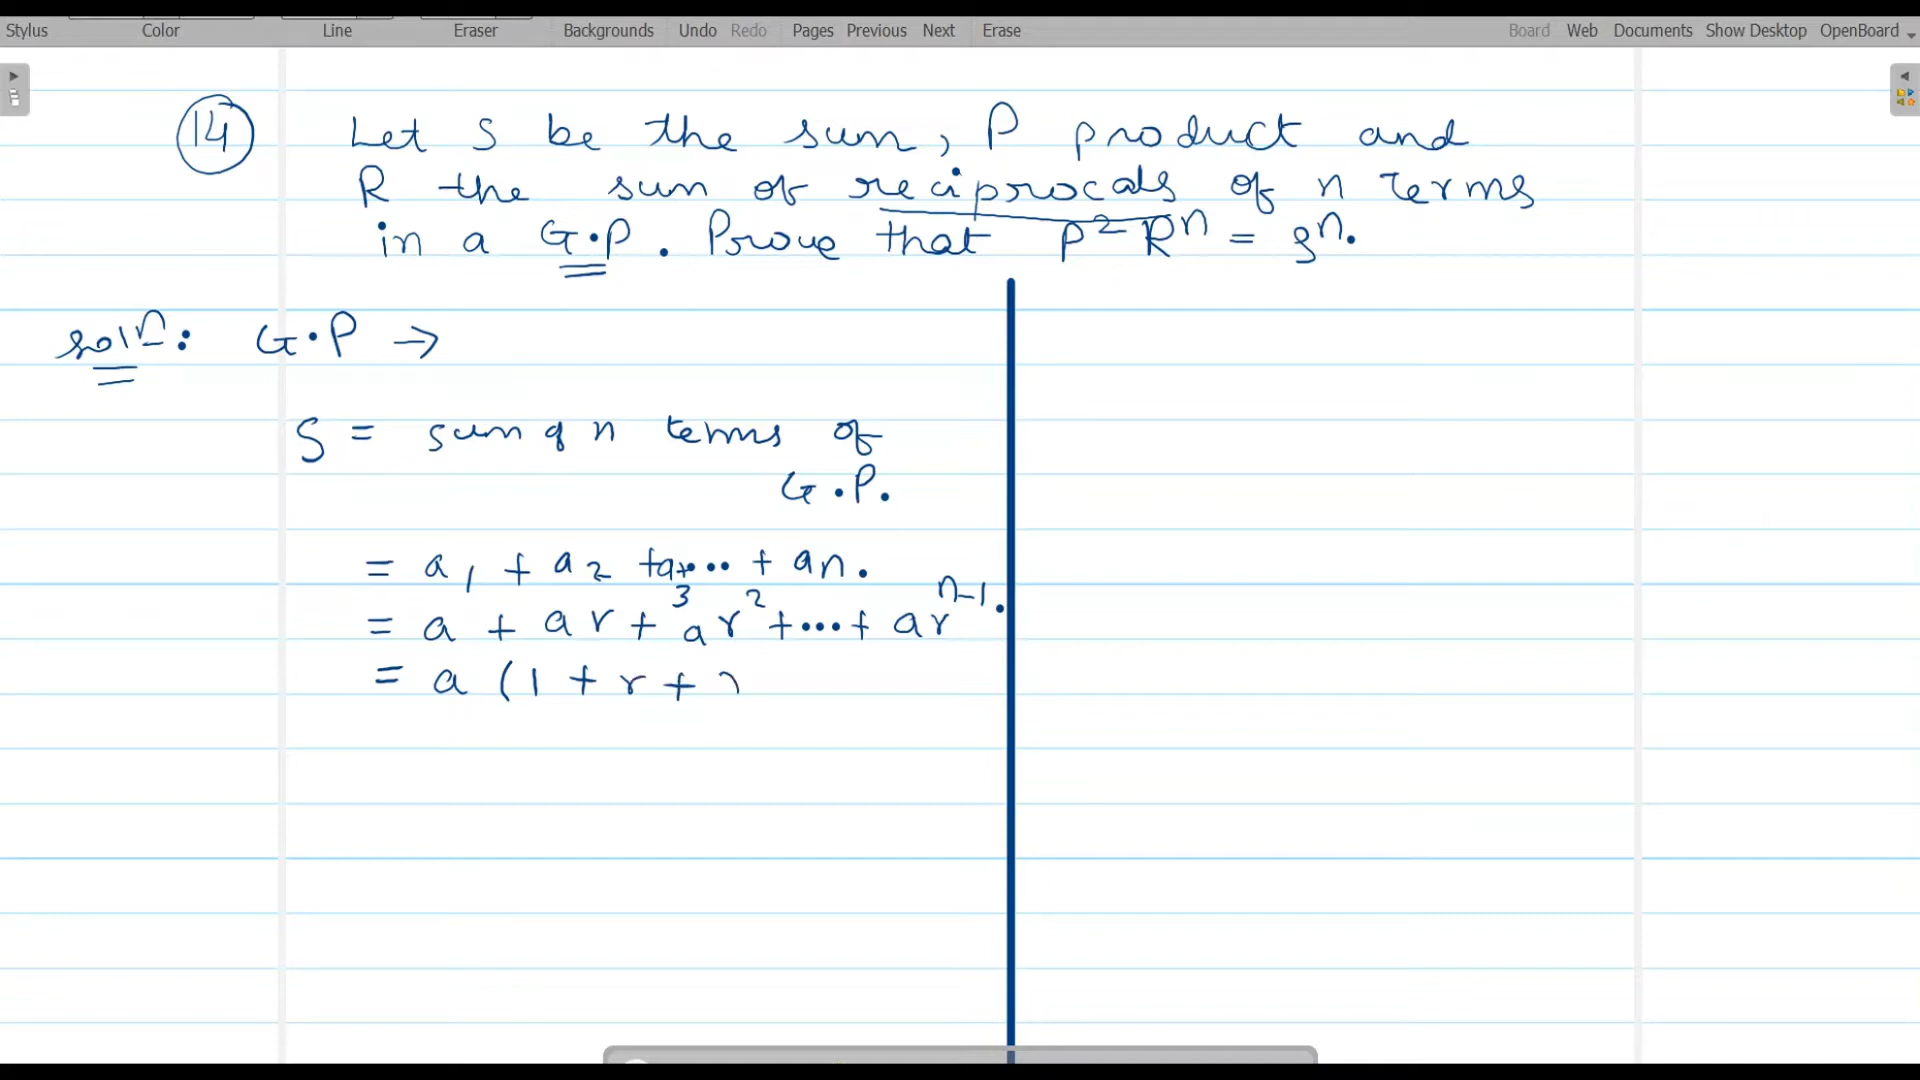 Stylus Color Line Eraser Backgrounds Undo Redo Pages Previous Next Erase Board Web Documents Show Desktop OpenBoard
14 Let S be the sum, P product and
R the sum of reciprocals of n terms
in a G.P. Prove that P²Rⁿ = Sⁿ.
soln: G.P →
S = sum of n terms of
G.P.
= a₁ + a₂ + a₃+... + an.
= a + ar + ar² +...+ arⁿ⁻¹.
= a (1 + r +